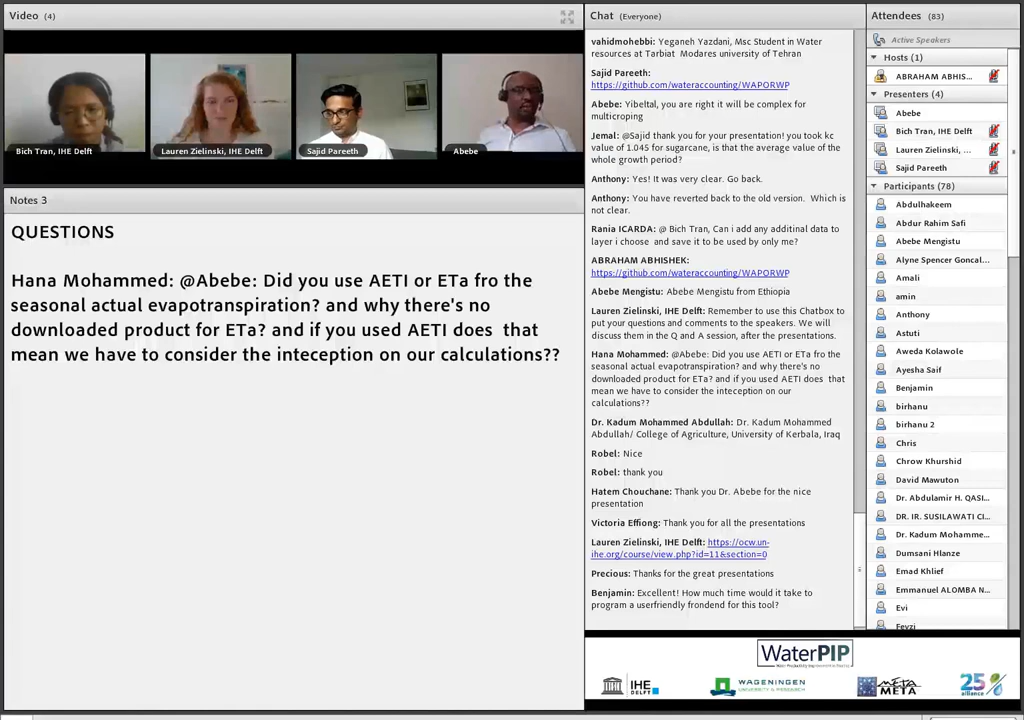 Video (4)
Bich Tran, IHE Delft
Lauren Zielinski, IHE Delft
Sajid Pareeth
Abebe
Notes 3
QUESTIONS
Hana Mohammed: @Abebe: Did you use AETI or ETa fro the
seasonal actual evapotranspiration? and why there's no
downloaded product for ETa? and if you used AETI does  that
mean we have to consider the inteception on our calculations??
Chat (Everyone)
vahidmohebbi: Yeganeh Yazdani, Msc Student in Water
resources at Tarbiat  Modares university of Tehran
Sajid Pareeth:
https://github.com/wateraccounting/WAPORWP
Abebe: Yibeltal, you are right it will be complex for
multicroping
Jemal: @Sajid thank you for your presentation! you took kc
value of 1.045 for sugarcane, is that the average value of the
whole growth period?
Anthony: Yes! It was very clear. Go back.
Anthony: You have reverted back to the old version.  Which is
not clear.
Rania ICARDA: @ Bich Tran, Can i add any additinal data to
layer i choose  and save it to be used by only me?
ABRAHAM ABHISHEK:
https://github.com/wateraccounting/WAPORWP
Abebe Mengistu: Abebe Mengistu from Ethiopia
Lauren Zielinski, IHE Delft: Remember to use this Chatbox to
put your questions and comments to the speakers. We will
discuss them in the Q and A session, after the presentations.
Hana Mohammed: @Abebe: Did you use AETI or ETa fro the
seasonal actual evapotranspiration? and why there's no
downloaded product for ETa? and if you used AETI does  that
mean we have to consider the inteception on our
calculations??
Dr. Kadum Mohammed Abdullah: Dr. Kadum Mohammed
Abdullah/ College of Agriculture, University of Kerbala, Iraq
Robel: Nice
Robel: thank you
Hatem Chouchane: Thank you Dr. Abebe for the nice
presentation
Victoria Effiong: Thank you for all the presentations
Lauren Zielinski, IHE Delft: https://ocw.un-
ihe.org/course/view.php?id=11&section=0
Precious: Thanks for the great presentations
Benjamin: Excellent! How much time would it take to
program a userfriendly frondend for this tool?
Attendees (83)
Active Speakers
Hosts (1)
ABRAHAM ABHIS...
Presenters (4)
Abebe
Bich Tran, IHE Delft
Lauren Zielinski, ...
Sajid Pareeth
Participants (78)
Abdulhakeem
Abdur Rahim Safi
Abebe Mengistu
Alyne Spencer Goncal...
Amali
amin
Anthony
Astuti
Aweda Kolawole
Ayesha Saif
Benjamin
birhanu
birhanu 2
Chris
Chrow Khurshid
David Mawuton
Dr. Abdulamir H. QASI...
DR. IR. SUSILAWATI CI...
Dr. Kadum Mohamme...
Dumsani Hlanze
Emad Khlief
Emmanuel ALOMBA N...
Evi
Feyzi
WaterPIP
IHE
DELFT
WAGENINGEN
UNIVERSITY & RESEARCH
META
META
25
alliance